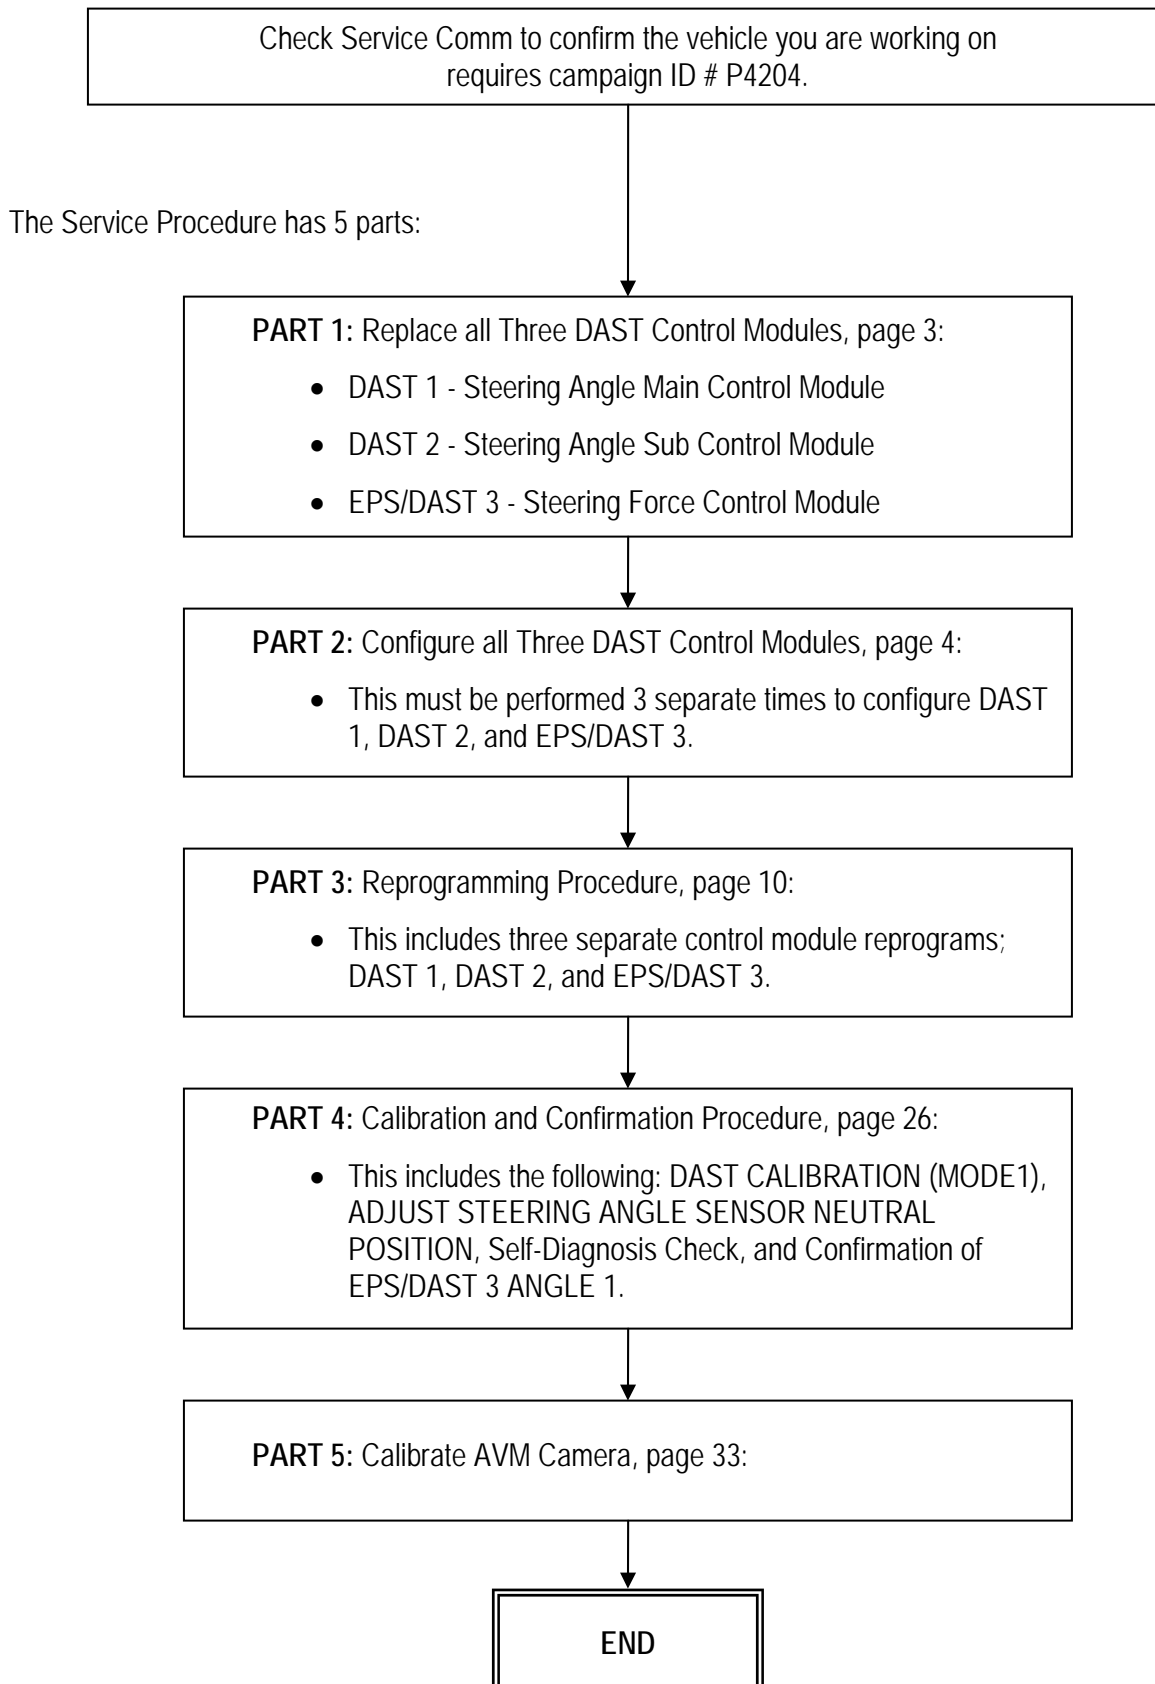 Check Service Comm to confirm the vehicle you are working on
requires campaign ID # P4204.
The Service Procedure has 5 parts:
PART 1: Replace all Three DAST Control Modules, page 3:
• DAST 1 - Steering Angle Main Control Module
• DAST 2 - Steering Angle Sub Control Module
• EPS/DAST 3 - Steering Force Control Module
PART 2: Configure all Three DAST Control Modules, page 4:
• This must be performed 3 separate times to configure DAST
1, DAST 2, and EPS/DAST 3.
PART 3: Reprogramming Procedure, page 10:
• This includes three separate control module reprograms;
DAST 1, DAST 2, and EPS/DAST 3.
PART 4: Calibration and Confirmation Procedure, page 26:
• This includes the following: DAST CALIBRATION (MODE1),
ADJUST STEERING ANGLE SENSOR NEUTRAL
POSITION, Self-Diagnosis Check, and Confirmation of
EPS/DAST 3 ANGLE 1.
PART 5: Calibrate AVM Camera, page 33:
END